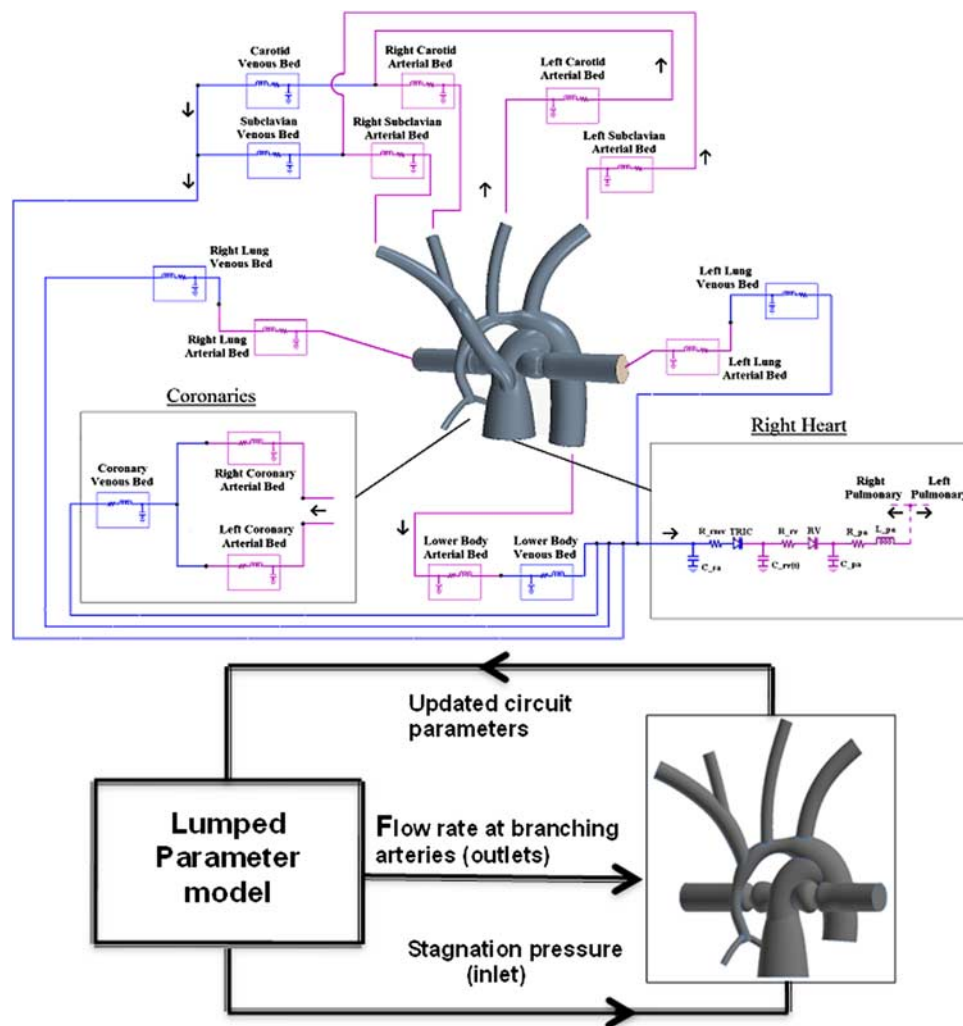 Carotid
Venous Bed
Right Carotid
Arterial Bed
Left Carotid
Arterial Bed
Subclavian
Venous Bed
Right Subclavian
Arterial Bed
Left Subclavian
Arterial Bed
Right Lung
Venous Bed
Left Lung
Venous Bed
Right Lung
Arterial Bed
Left Lung
Arterial Bed
Coronaries
Coronary
Venous Bed
Right Coronary
Arterial Bed
Left Coronary
Arterial Bed
Lower Body
Arterial Bed
Lower Body
Venous Bed
Right Heart
Right
Pulmonary
Left
Pulmonary
TRIC
R_rv
RV
R_pa
L_pa
C_ra
C_rv(t)
C_pa
Updated circuit
parameters
Lumped
Parameter
model
Flow rate at branching
arteries (outlets)
Stagnation pressure
(inlet)